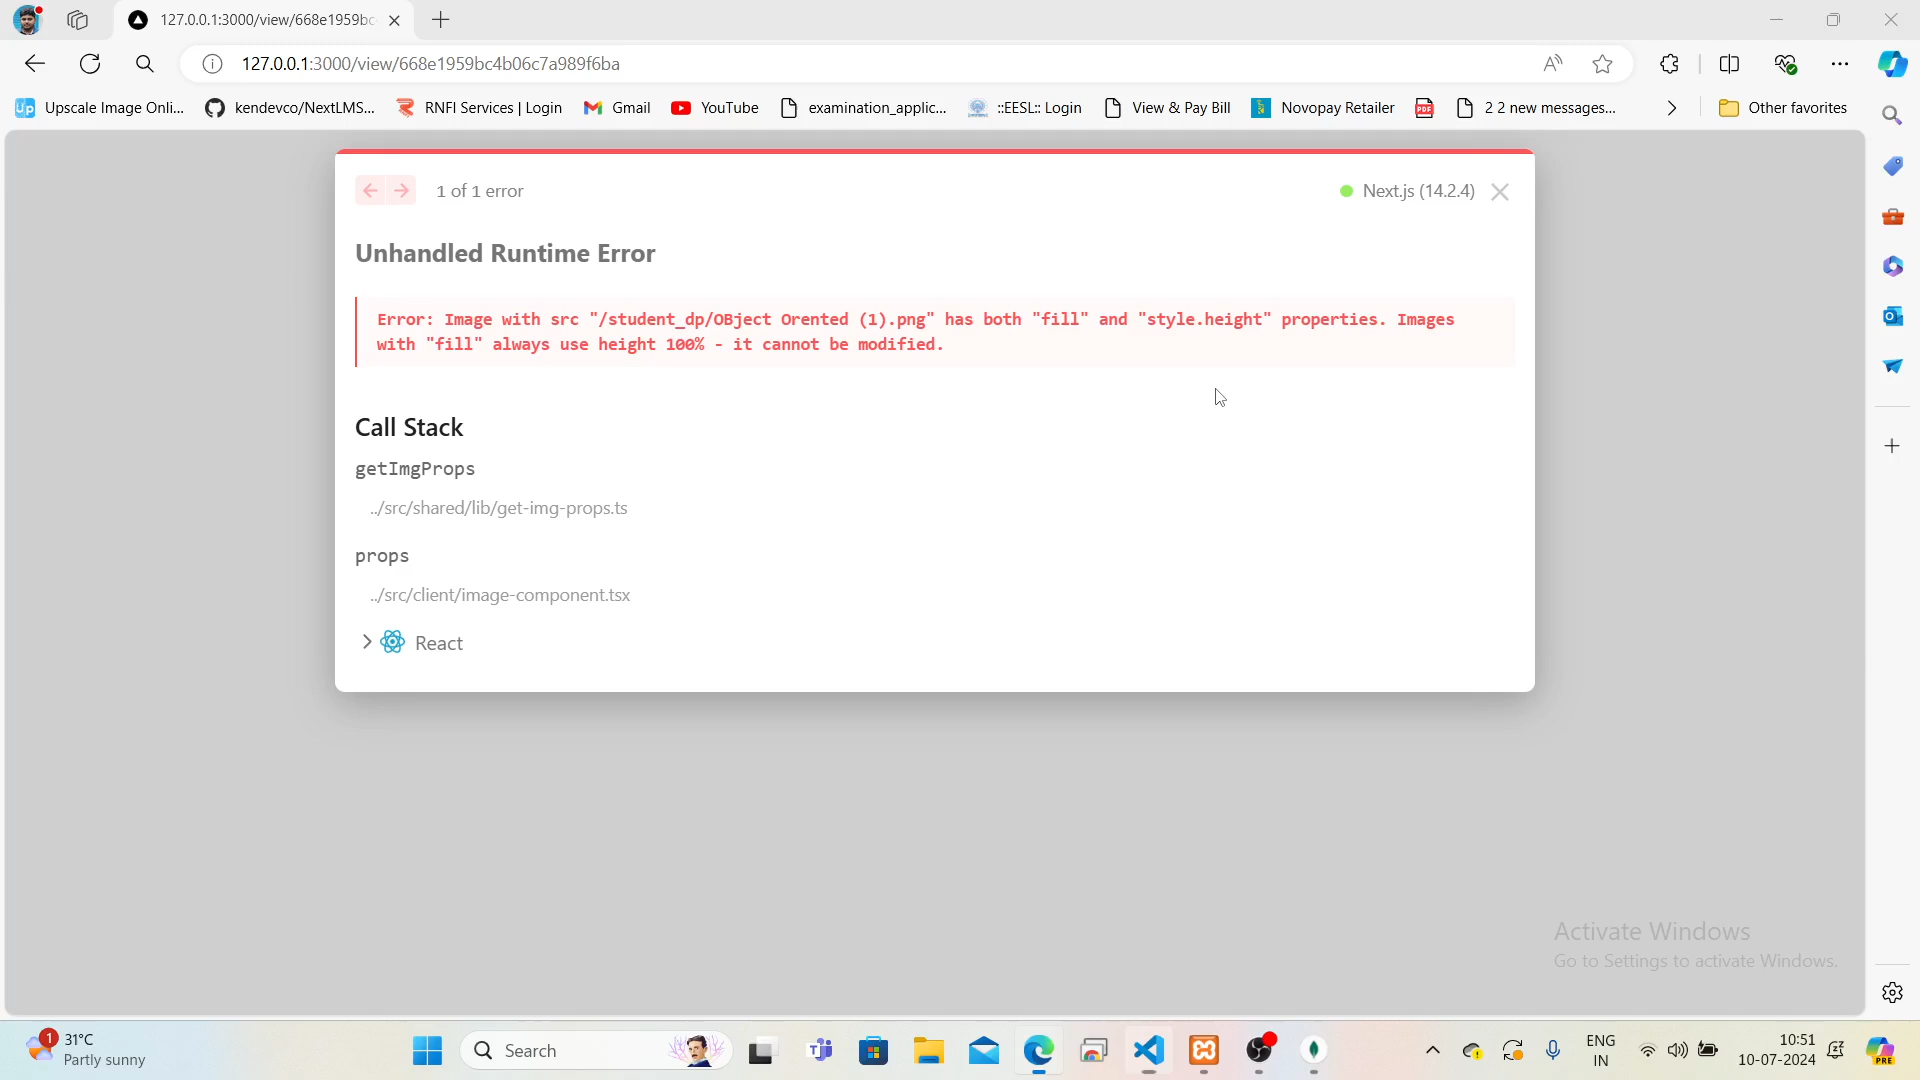 127.0.0.1:3000/view/668e1959bc
127.0.0.1:3000/view/668e1959bc4b06c7a989f6ba
Upscale Image Onli... kendevco/NextLMS... RNFI Services | Login Gmail YouTube examination_applic... ::EESL:: Login View & Pay Bill Novopay Retailer PDF 2 2 new messages... Other favorites
1 of 1 error Next.js (14.2.4)
Unhandled Runtime Error
Error: Image with src "/student_dp/OBject Orented (1).png" has both "fill" and "style.height" properties. Images
with "fill" always use height 100% - it cannot be modified.
Call Stack
getImgProps
../src/shared/lib/get-img-props.ts
props
../src/client/image-component.tsx
React
Activate Windows
Go to Settings to activate Windows.
1 31°C
Partly sunny
Search
ENG
IN
10:51
10-07-2024
PRE